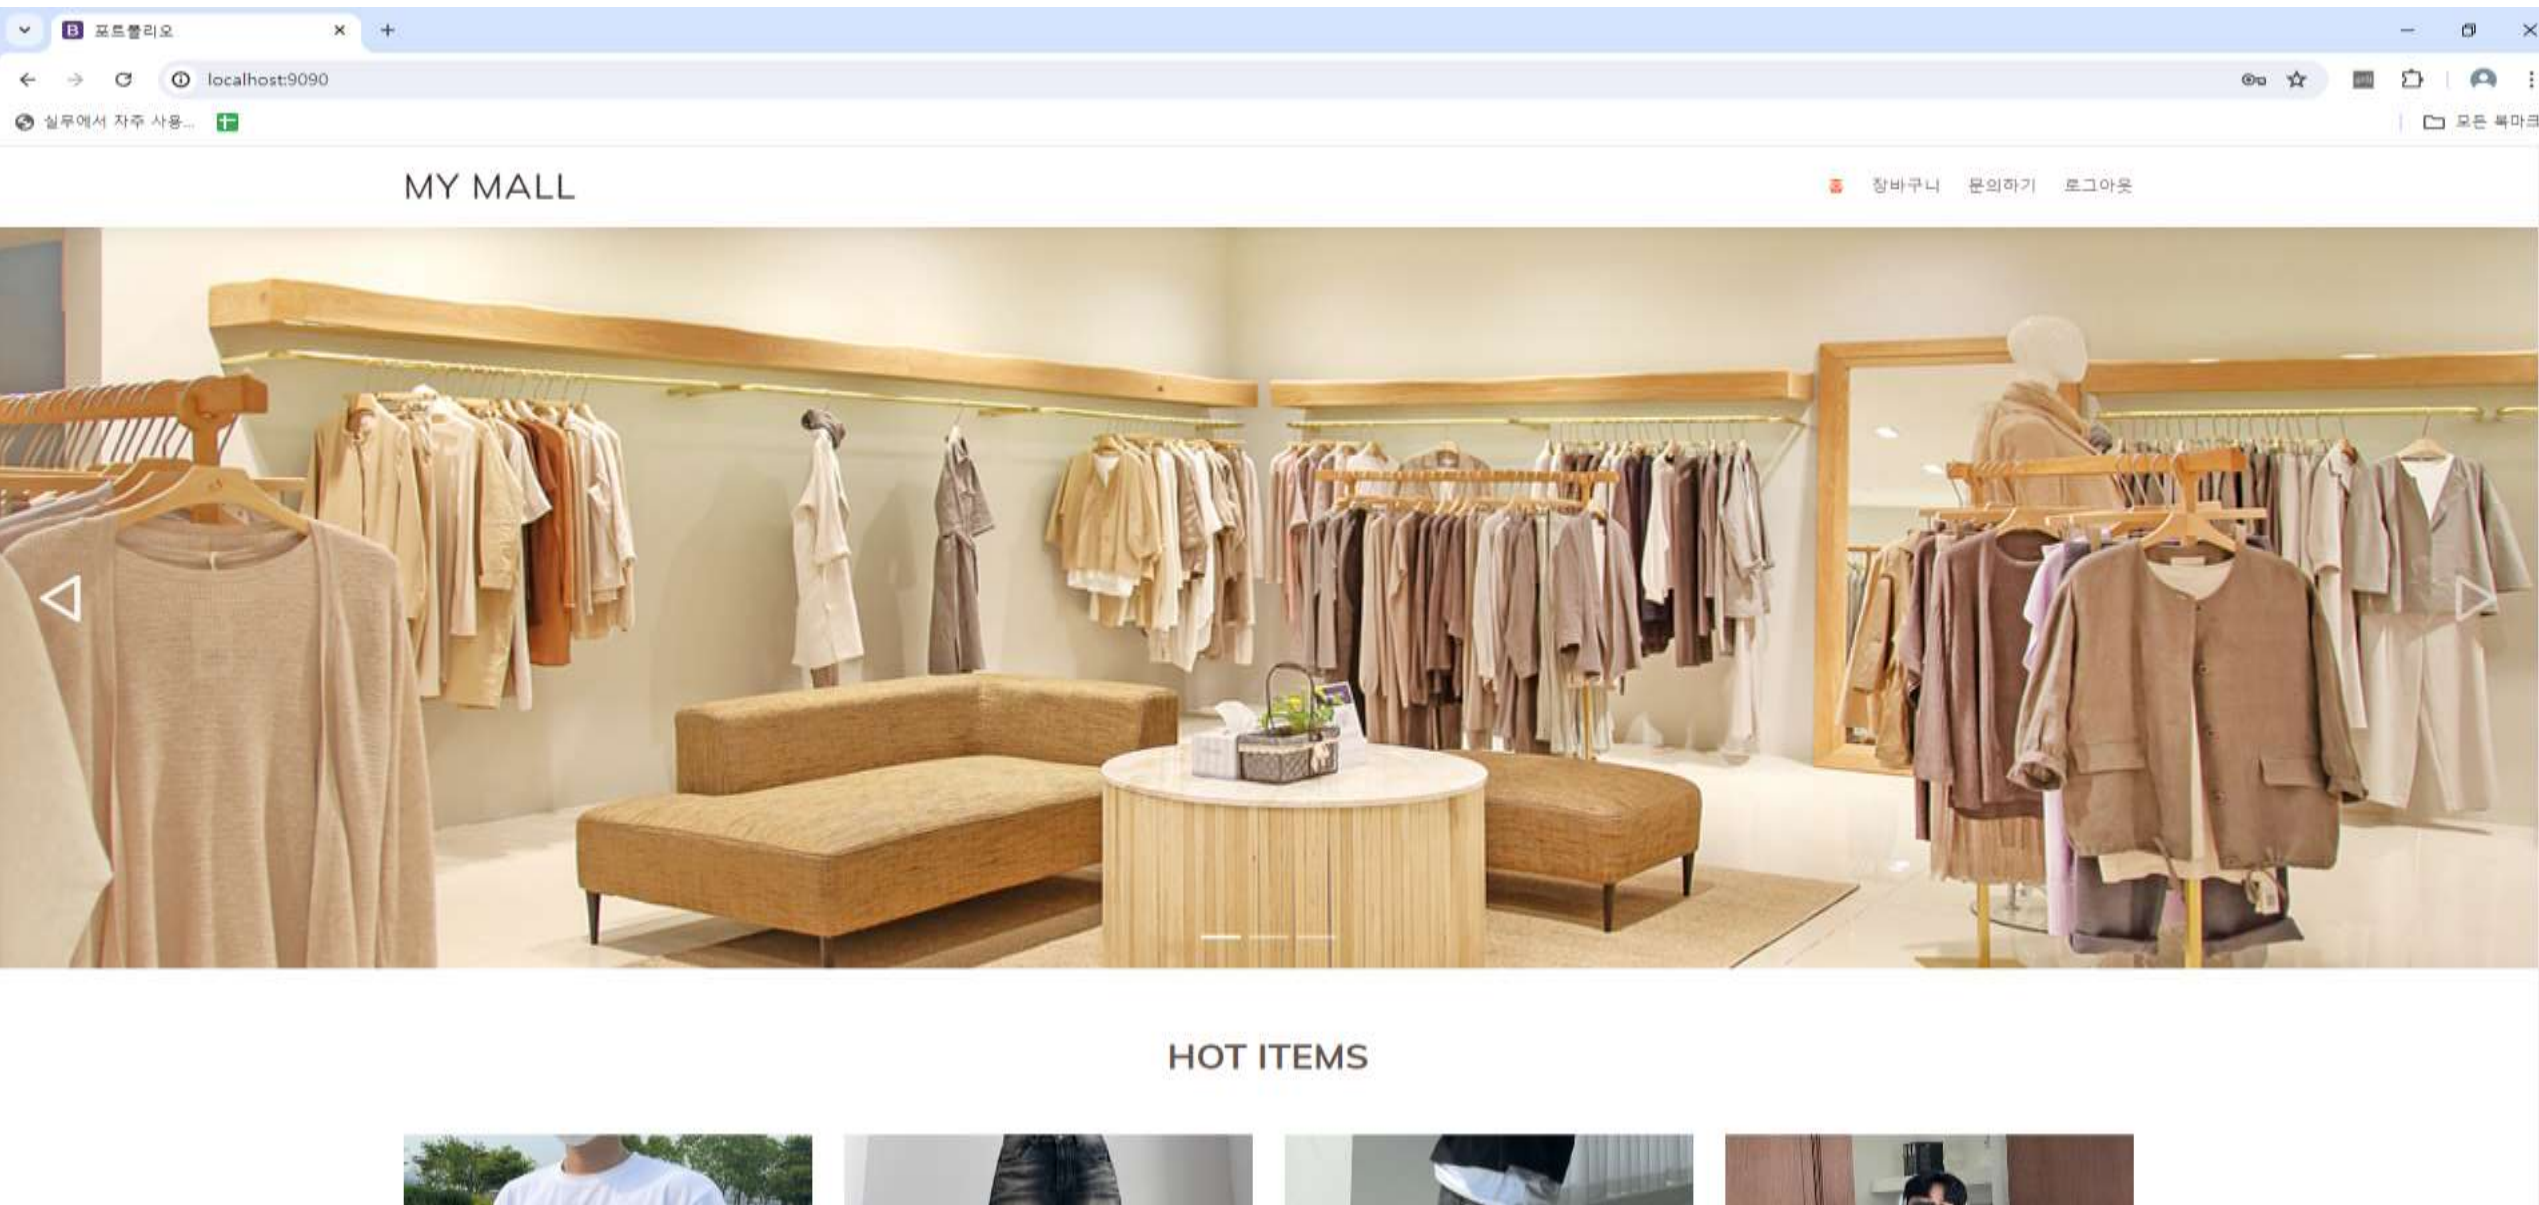 포트폴리오
localhost:9090
실무에서 자주 사용...
모든 북마크
MY MALL
홈 장바구니 문의하기 로그아웃
HOT ITEMS